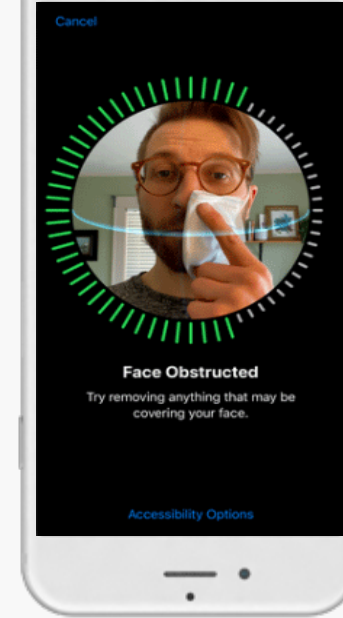 Cancel
Face Obstructed
Try removing anything that may be
covering your face.
Accessibility Options